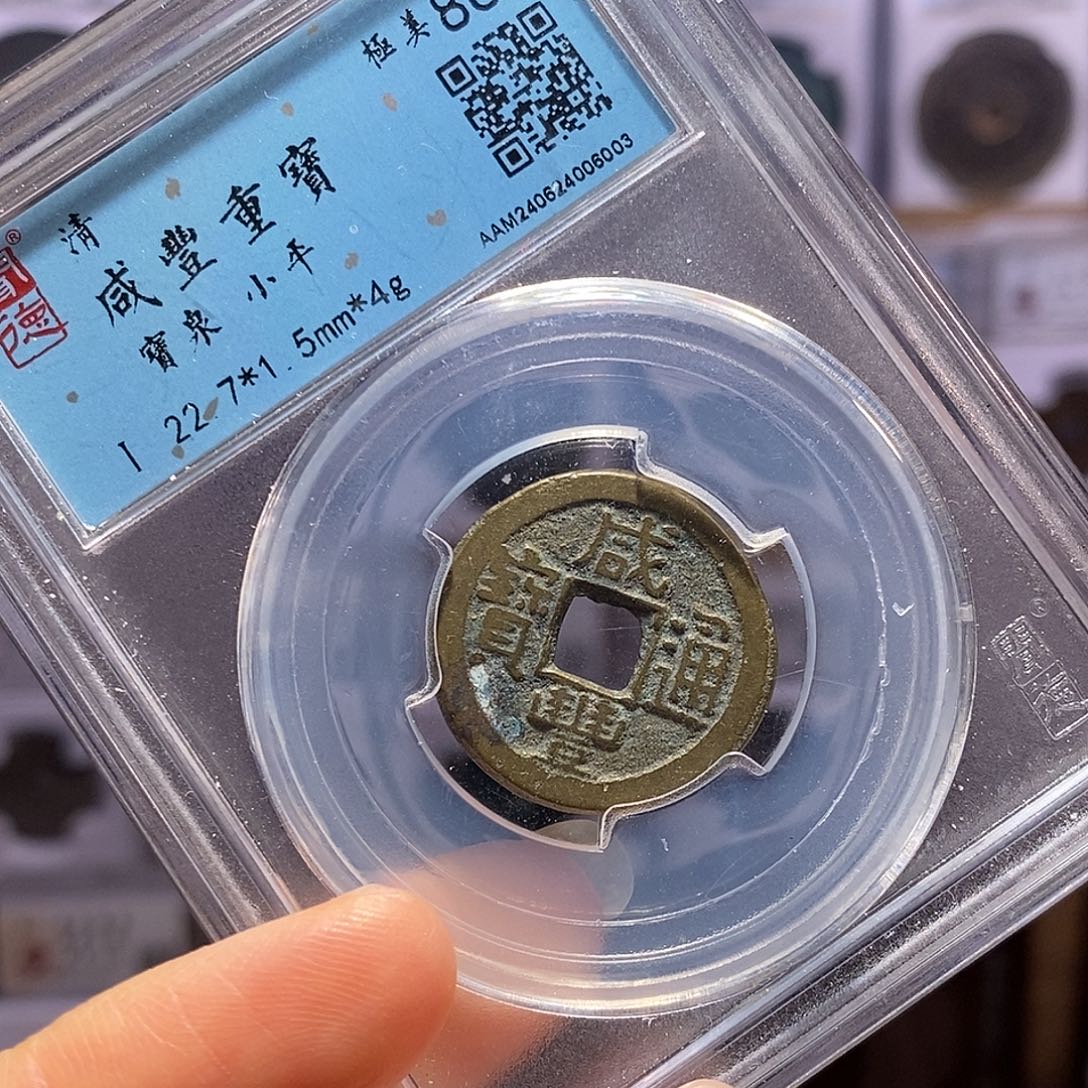 極美 80
AAM240624006003
清
咸豐重寶
寶泉 小平
I 22.7*1.5mm*4g
咸豐通寶